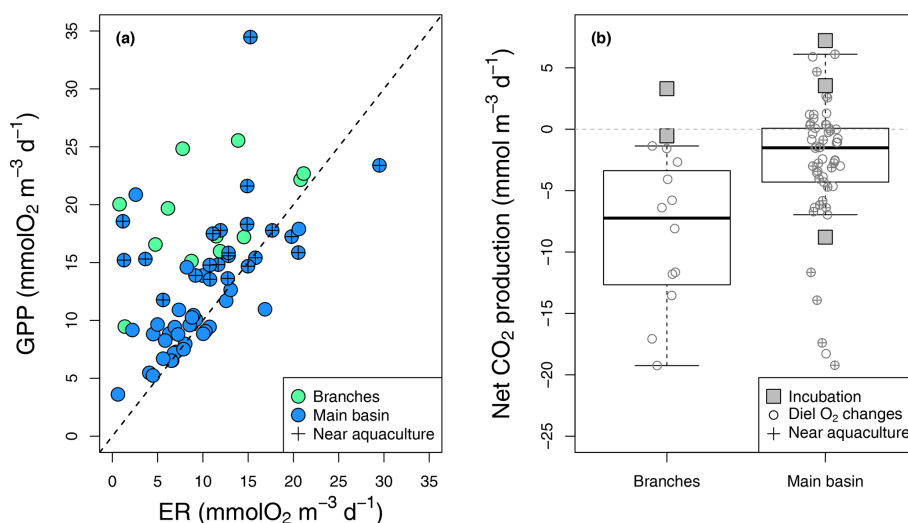 (a)
GPP (mmolO₂ m⁻³ d⁻¹)
35
30
25
20
15
10
5
0
Branches
Main basin
Near aquaculture
0 5 10 15 20 25 30 35
ER (mmolO₂ m⁻³ d⁻¹)
(b)
Net CO₂ production (mmol m⁻³ d⁻¹)
5
0
−5
−10
−15
−20
−25
Incubation
Diel O₂ changes
Near aquaculture
Branches Main basin